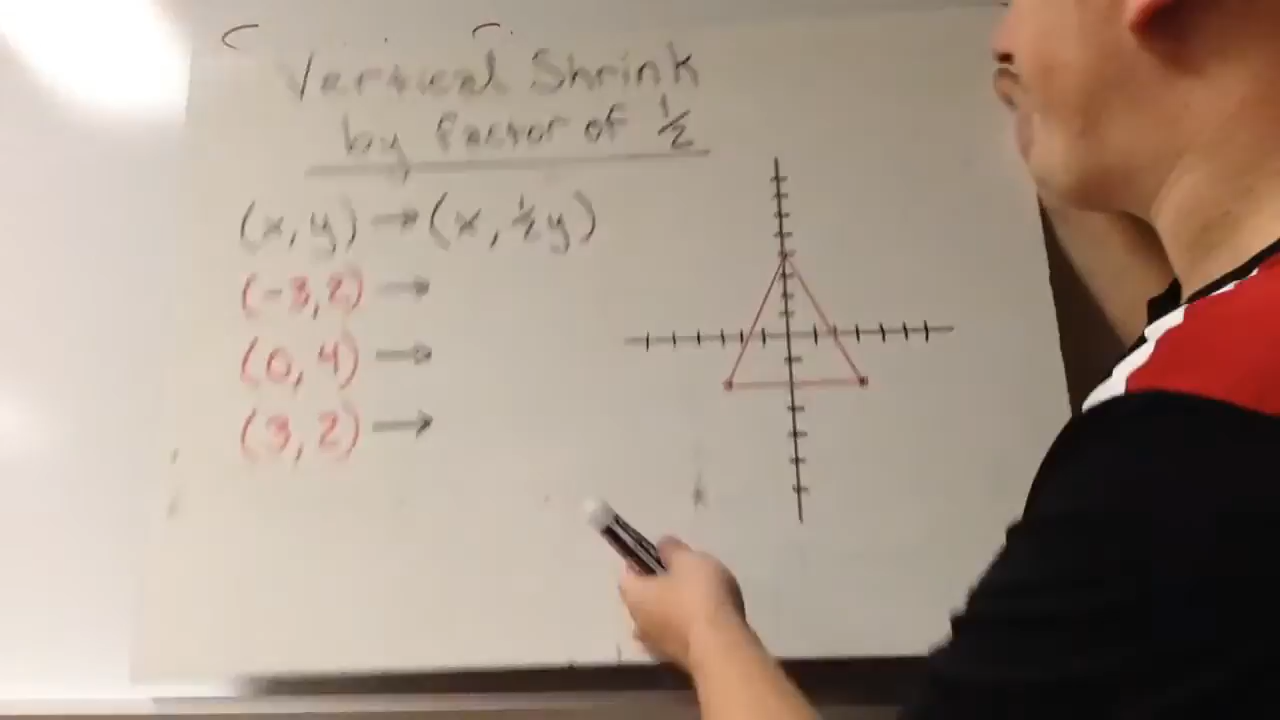 Vertical Shrink
by factor of 1/2
(x, y) → (x, 1/2y)
(-3, 2) →
(0, 4) →
(3, 2) →